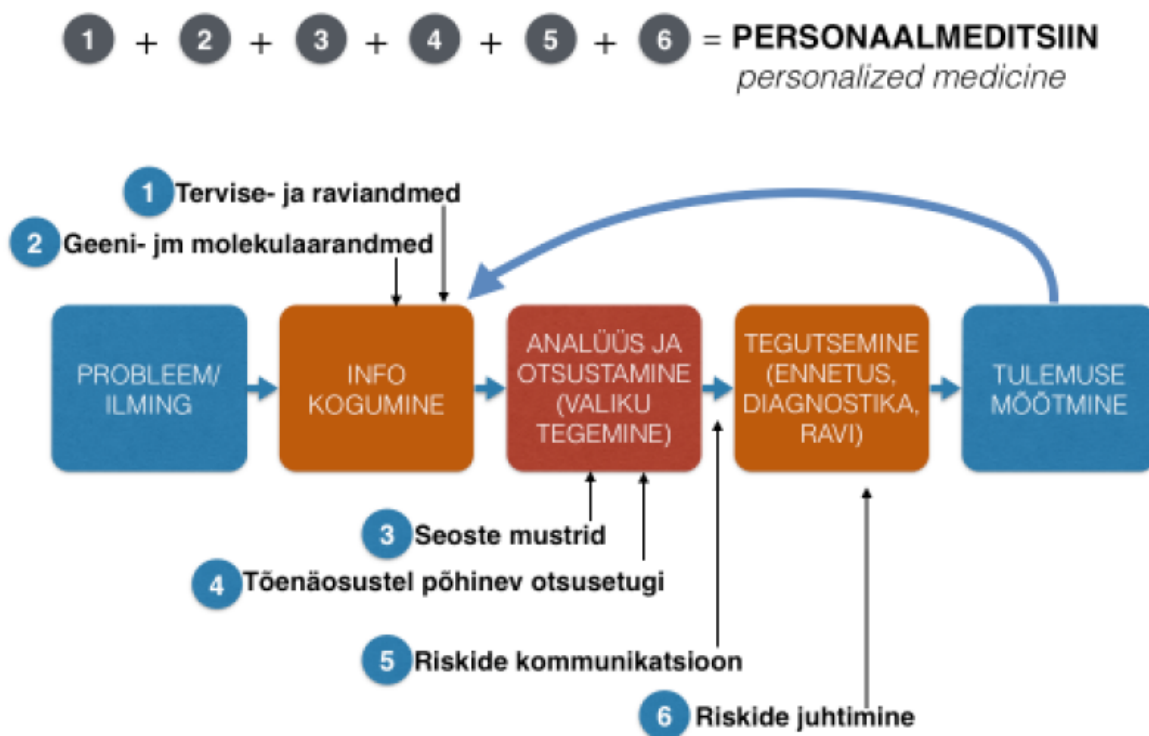 1 + 2 + 3 + 4 + 5 + 6 = PERSONAALMEDITSIIN
personalized medicine
1 Tervise- ja raviandmed
2 Geeni- jm molekulaarandmed
PROBLEEM/
ILMING
INFO
KOGUMINE
ANALÜÜS JA
OTSUSTAMINE
(VALIKU
TEGEMINE)
TEGUTSEMINE
(ENNETUS,
DIAGNOSTIKA,
RAVI)
TULEMUSE
MÕÕTMINE
3 Seoste mustrid
4 Tõenäosustel põhinev otsusetugi
5 Riskide kommunikatsioon
6 Riskide juhtimine